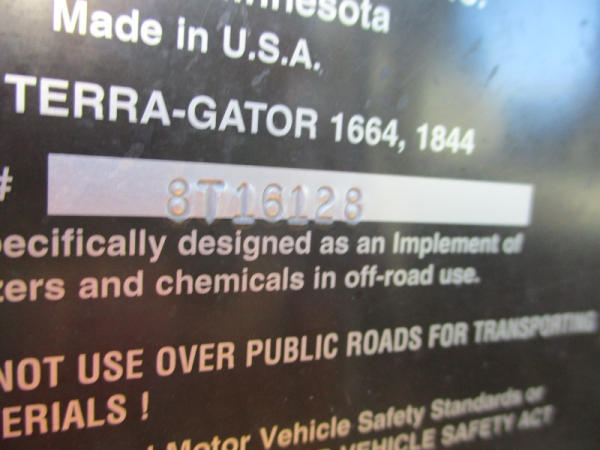 Minnesota
Made in U.S.A.
TERRA-GATOR 1664, 1844
#
8T16128
ecifically designed as an Implement of
zers and chemicals in off-road use.
NOT USE OVER PUBLIC ROADS FOR TRANSPORTING
ERIALS !
Motor Vehicle Safety Standards or
VEHICLE SAFETY ACT